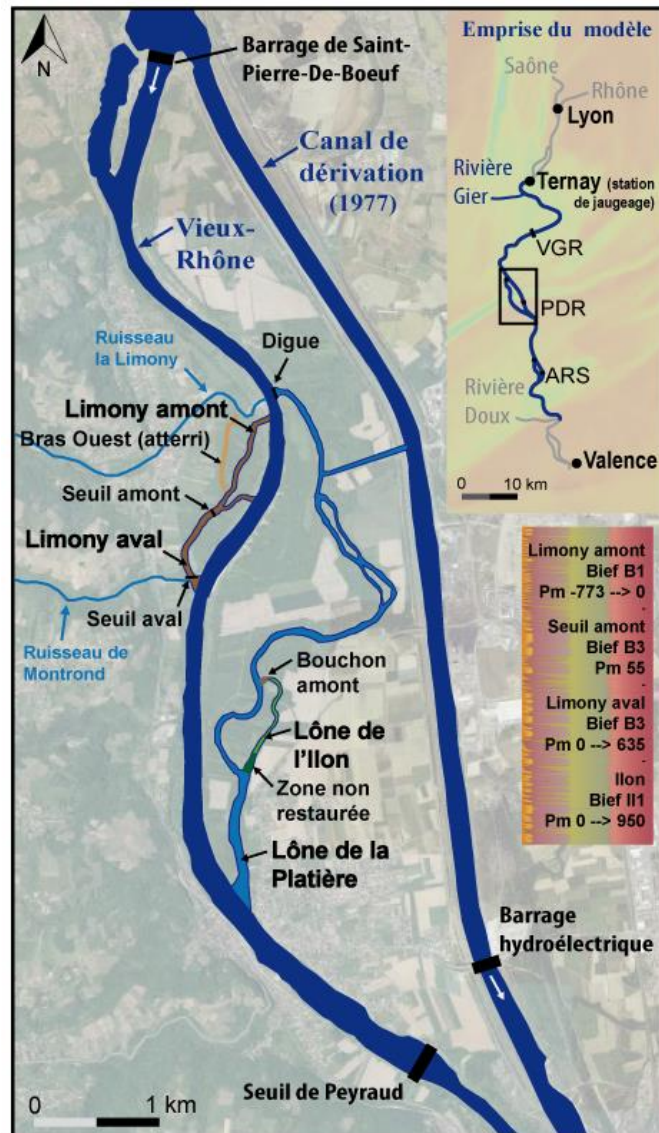 N
Barrage de Saint-
Pierre-De-Boeuf
Canal de
dérivation
(1977)
Vieux-
Rhône
Ruisseau
la Limony
Digue
Limony amont
Bras Ouest (atterri)
Seuil amont
Limony aval
Seuil aval
Ruisseau de
Montrond
Bouchon
amont
Lône de
l'Ilon
Zone non
restaurée
Lône de la
Platière
Barrage
hydroélectrique
Seuil de Peyraud
0 1 km
Emprise du modèle
Saône
Rhône
Lyon
Rivière
Gier
Ternay (station
de jaugeage)
VGR
PDR
ARS
Rivière
Doux
Valence
0 10 km
Limony amont
Bief B1
Pm -773 --> 0
-
Seuil amont
Bief B3
Pm 55
-
Limony aval
Bief B3
Pm 0 --> 635
-
Ilon
Bief II1
Pm 0 --> 950